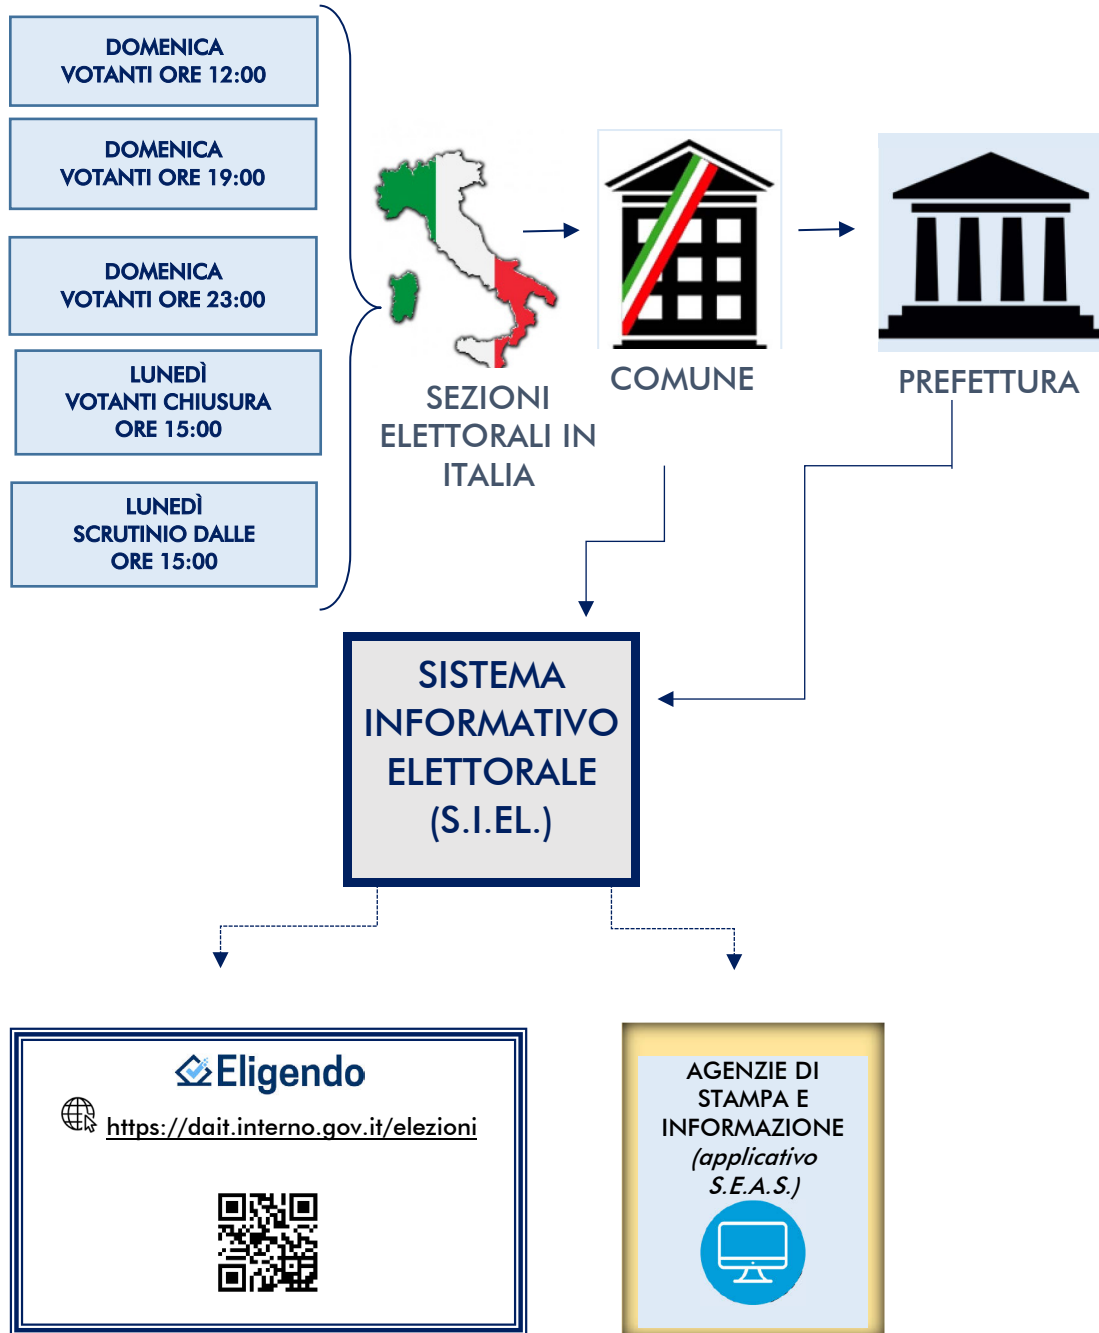 DOMENICA
VOTANTI ORE 12:00
DOMENICA
VOTANTI ORE 19:00
DOMENICA
VOTANTI ORE 23:00
LUNEDÌ
VOTANTI CHIUSURA
ORE 15:00
LUNEDÌ
SCRUTINIO DALLE
ORE 15:00
SEZIONI
ELETTORALI IN
ITALIA
COMUNE
PREFETTURA
SISTEMA
INFORMATIVO
ELETTORALE
(S.I.EL.)
Eligendo
https://dait.interno.gov.it/elezioni
AGENZIE DI
STAMPA E
INFORMAZIONE
(applicativo
S.E.A.S.)